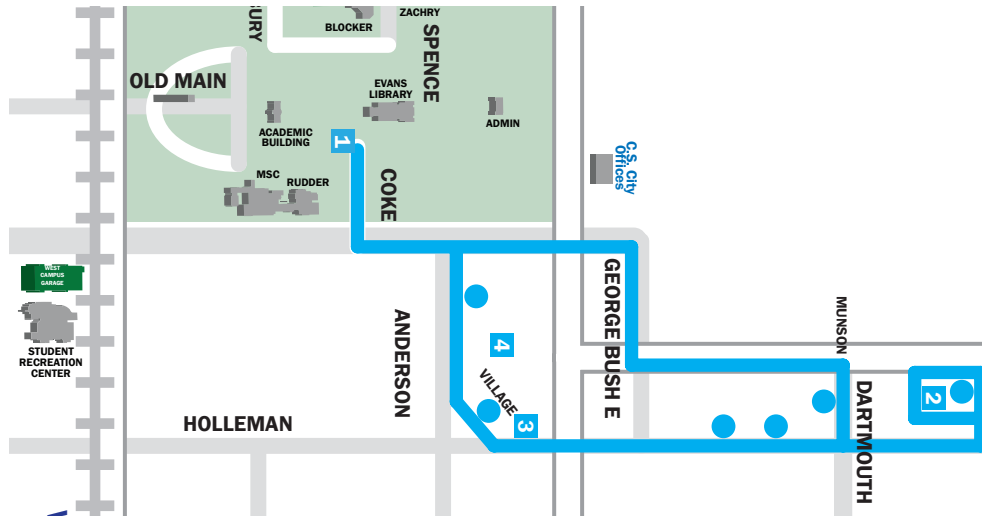 ZACHRY
BLOCKER
BURY
SPENCE
OLD MAIN
EVANS
LIBRARY
ADMIN
ACADEMIC
BUILDING
1
C.S. City
Offices
MSC
RUDDER
COKE
WEST
CAMPUS
GARAGE
GEORGE BUSH E
MUNSON
ANDERSON
4
STUDENT
RECREATION
CENTER
VILLAGE
DARTMOUTH
2
3
HOLLEMAN